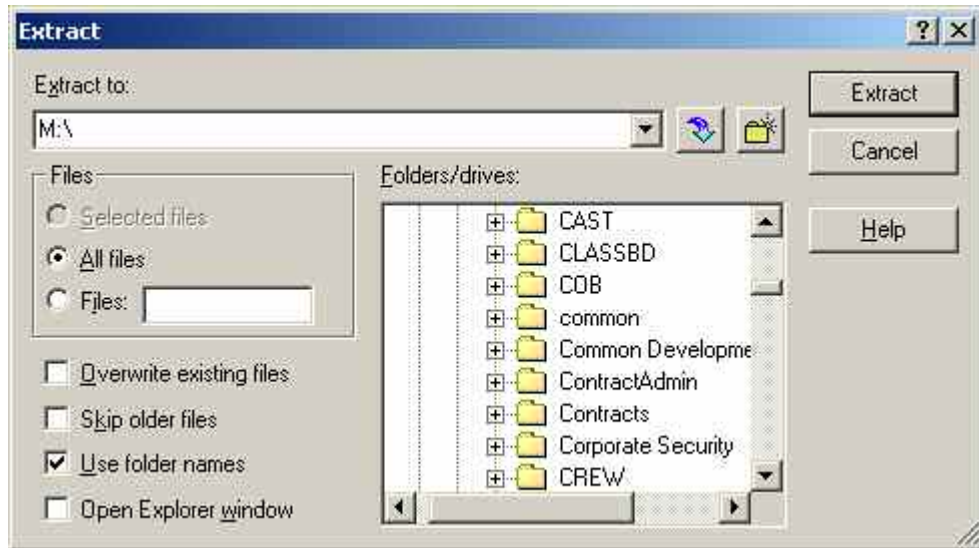 Extract
Extract to:
Extract
M:\
Cancel
Files
Folders/drives:
Selected files
All files
Files:
Help
CAST
CLASSBD
COB
common
Common Developme
ContractAdmin
Contracts
Corporate Security
CREW
Overwrite existing files
Skip older files
Use folder names
Open Explorer window